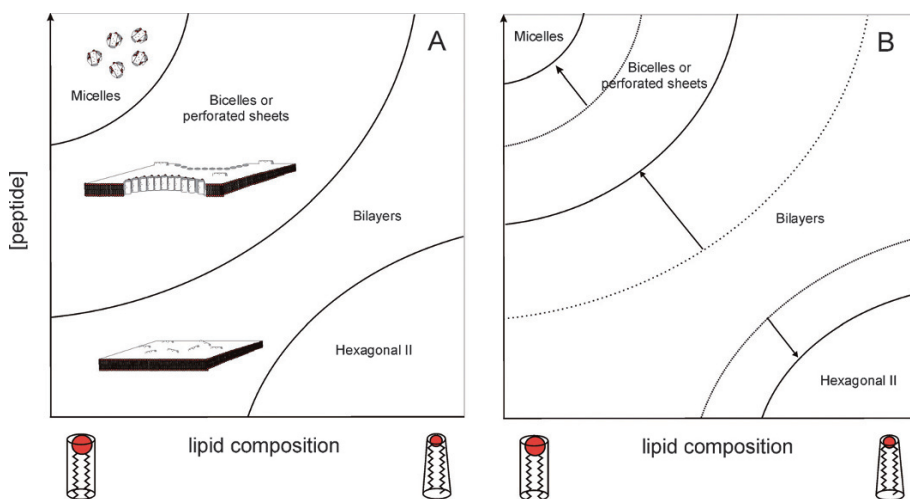 A
Micelles
Bicelles or
perforated sheets
Bilayers
Hexagonal II
[peptide]
lipid composition
B
Micelles
Bicelles or
perforated sheets
Bilayers
Hexagonal II
lipid composition